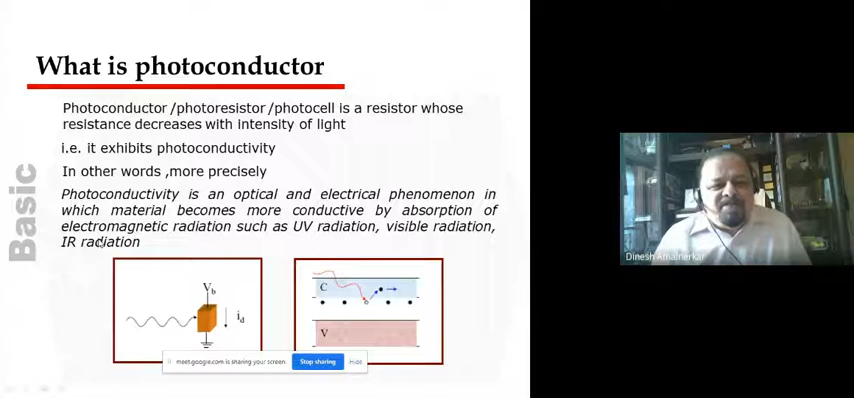 What is photoconductor
Photoconductor /photoresistor /photocell is a resistor whose
resistance decreases with intensity of light
i.e. it exhibits photoconductivity
In other words ,more precisely
Photoconductivity is an optical and electrical phenomenon in
which material becomes more conductive by absorption of
electromagnetic radiation such as UV radiation, visible radiation,
IR radiation
Basic
Vb
id
C
V
meet.google.com is sharing your screen.
Stop sharing
Hide
Dinesh Amalnerkar